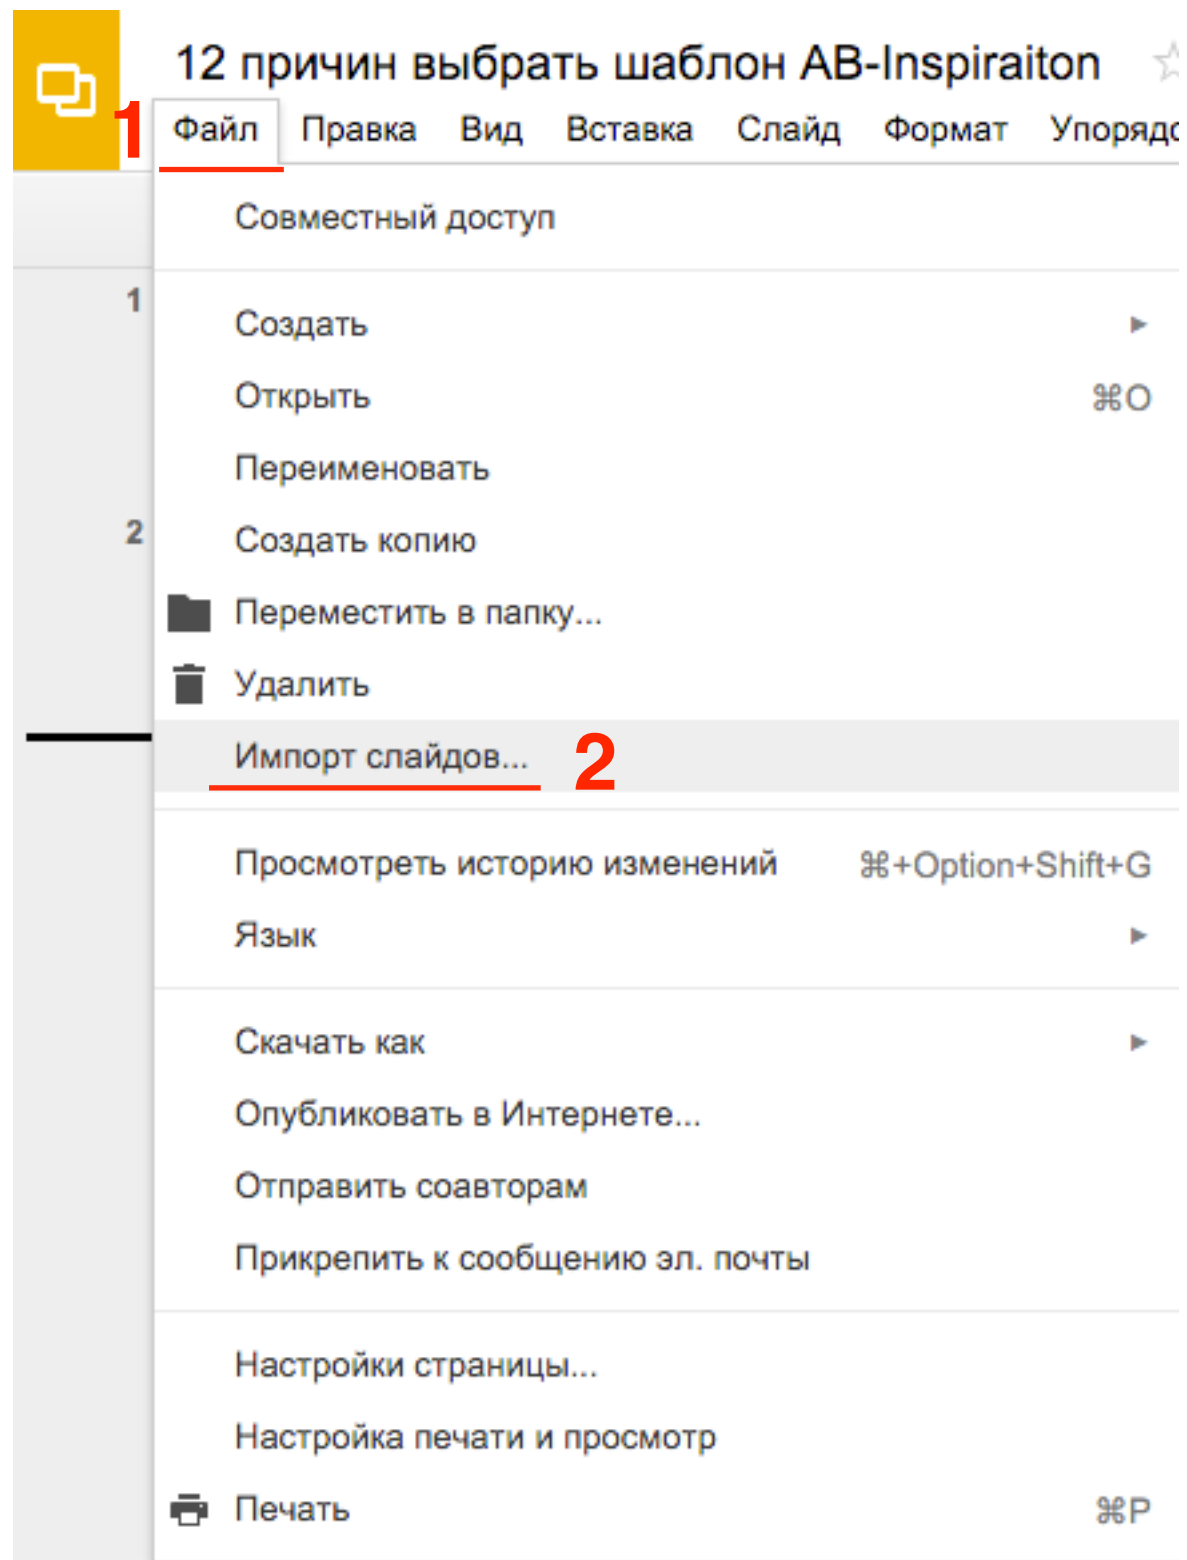 12 причин выбрать шаблон AB-Inspiraiton
1 Файл Правка Вид Вставка Слайд Формат
Совместный доступ
1
Создать
Открыть ⌘O
Переименовать
2
Создать копию
Переместить в папку...
Удалить
Импорт слайдов... 2
Просмотреть историю изменений ⌘+Option+Shift+G
Язык
Скачать как
Опубликовать в Интернете...
Отправить соавторам
Прикрепить к сообщению эл. почты
Настройки страницы...
Настройка печати и просмотр
Печать ⌘P